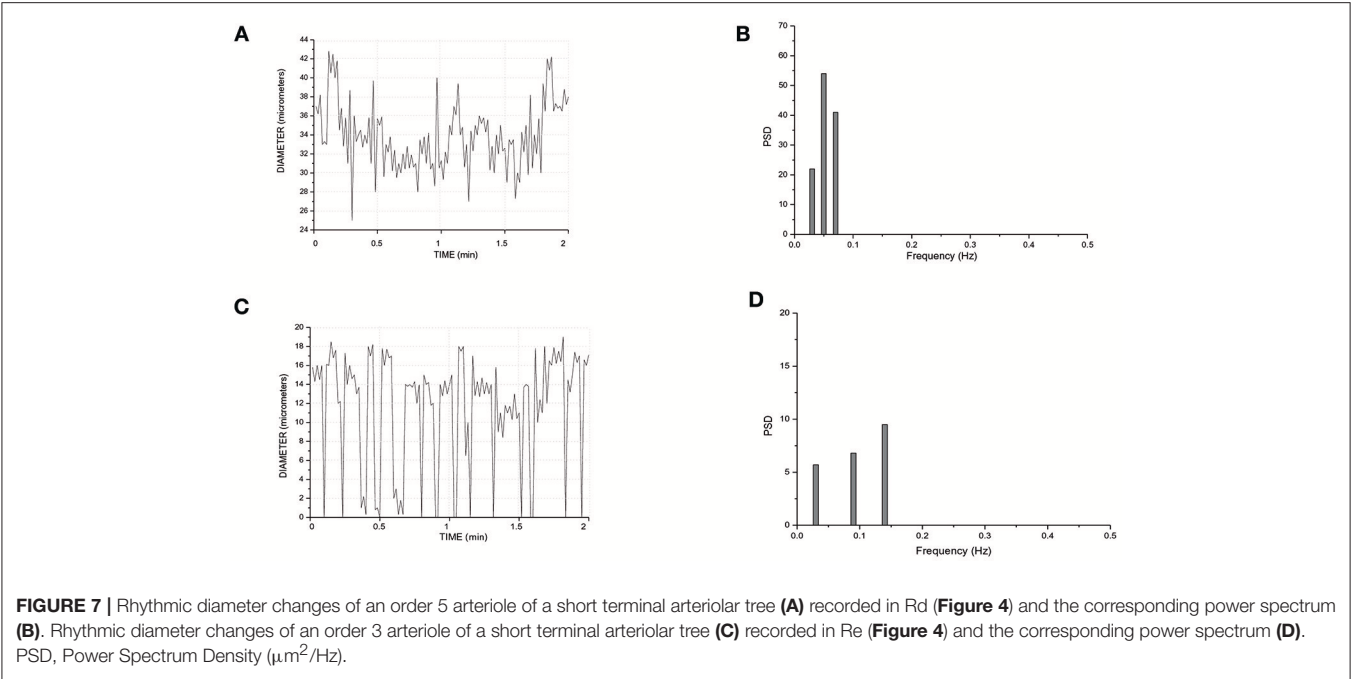 A
44
42
40
38
36
34
32
30
28
26
24
DIAMETER (micrometers)
0 0.5 1 1.5 2
TIME (min)
B
70
60
50
40
30
20
10
0
PSD
0.0 0.1 0.2 0.3 0.4 0.5
Frequency (Hz)
C
20
18
16
14
12
10
8
6
4
2
0
DIAMETER (micrometers)
0 0.5 1 1.5 2
TIME (min)
D
20
15
10
5
0
PSD
0.0 0.1 0.2 0.3 0.4 0.5
Frequency (Hz)
FIGURE 7 | Rhythmic diameter changes of an order 5 arteriole of a short terminal arteriolar tree (A) recorded in Rd (Figure 4) and the corresponding power spectrum
(B). Rhythmic diameter changes of an order 3 arteriole of a short terminal arteriolar tree (C) recorded in Re (Figure 4) and the corresponding power spectrum (D).
PSD, Power Spectrum Density (μm²/Hz).